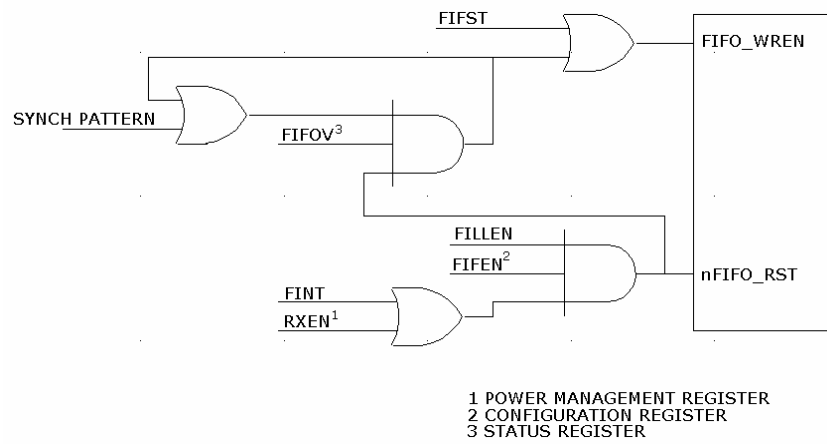 FIFST
FIFO_WREN
SYNCH PATTERN
FIFOV³
FILLEN
FIFEN²
nFIFO_RST
FINT
RXEN¹
1 POWER MANAGEMENT REGISTER
2 CONFIGURATION REGISTER
3 STATUS REGISTER